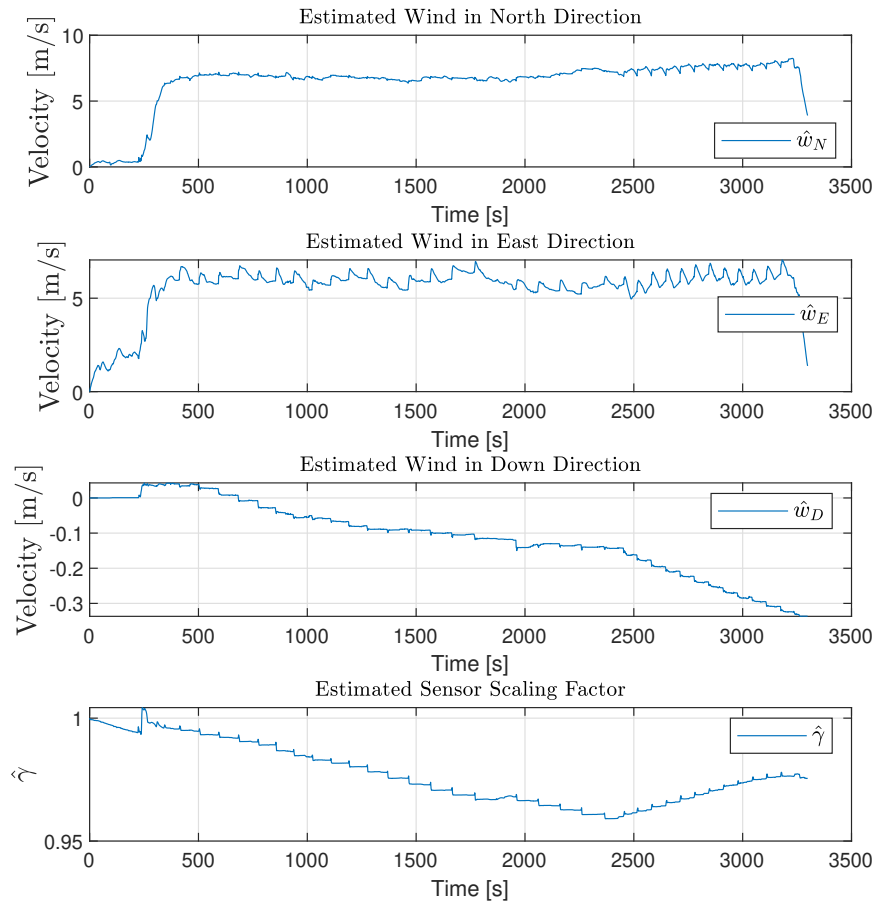 Estimated Wind in North Direction
Velocity [m/s]
10
5
0
0 500 1000 1500 2000 2500 3000 3500
ŵ_N
Time [s]
Estimated Wind in East Direction
Velocity [m/s]
5
0
0 500 1000 1500 2000 2500 3000 3500
ŵ_E
Time [s]
Estimated Wind in Down Direction
Velocity [m/s]
0
-0.1
-0.2
-0.3
0 500 1000 1500 2000 2500 3000 3500
ŵ_D
Time [s]
Estimated Sensor Scaling Factor
γ̂
1
0.95
0 500 1000 1500 2000 2500 3000 3500
γ̂
Time [s]